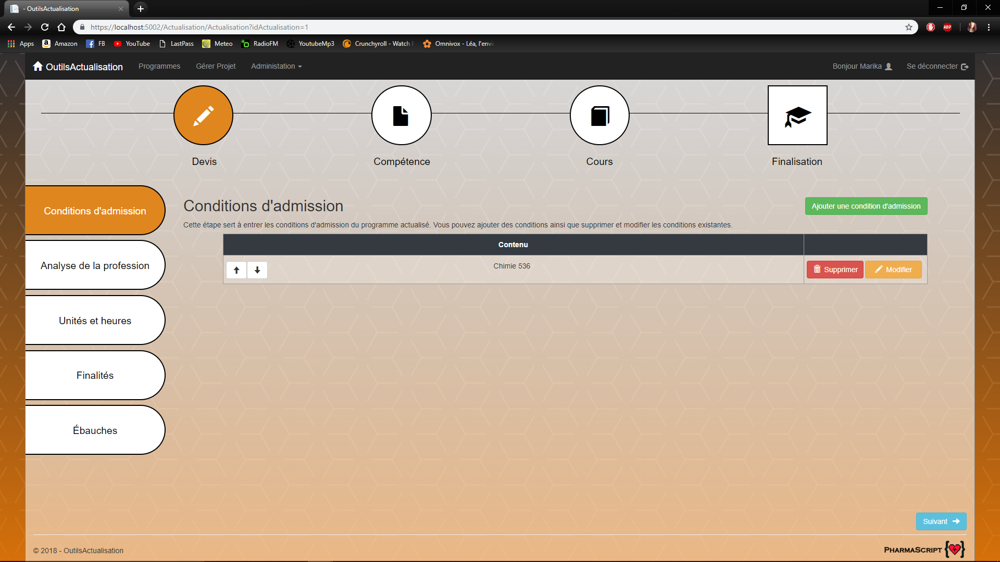 - OutilsActualisation
https://localhost:5002/Actualisation/Actualisation?idActualisation=1
ABP
Apps Amazon FB YouTube LastPass Meteo RadioFM YoutubeMp3 Crunchyroll - Watch Omnivox - Léa, l'envi
OutilsActualisation Programmes Gérer Projet Administation Bonjour Marika Se déconnecter
Devis Compétence Cours Finalisation
Conditions d'admission
Analyse de la profession
Unités et heures
Finalités
Ébauches
Conditions d'admission
Ajouter une condition d'admission
Cette étape sert à entrer les conditions d'admission du programme actualisé. Vous pouvez ajouter des conditions ainsi que supprimer et modifier les conditions existantes.
Contenu
Chimie 536 Supprimer Modifier
Suivant
© 2018 - OutilsActualisation
PHARMASCRIPT